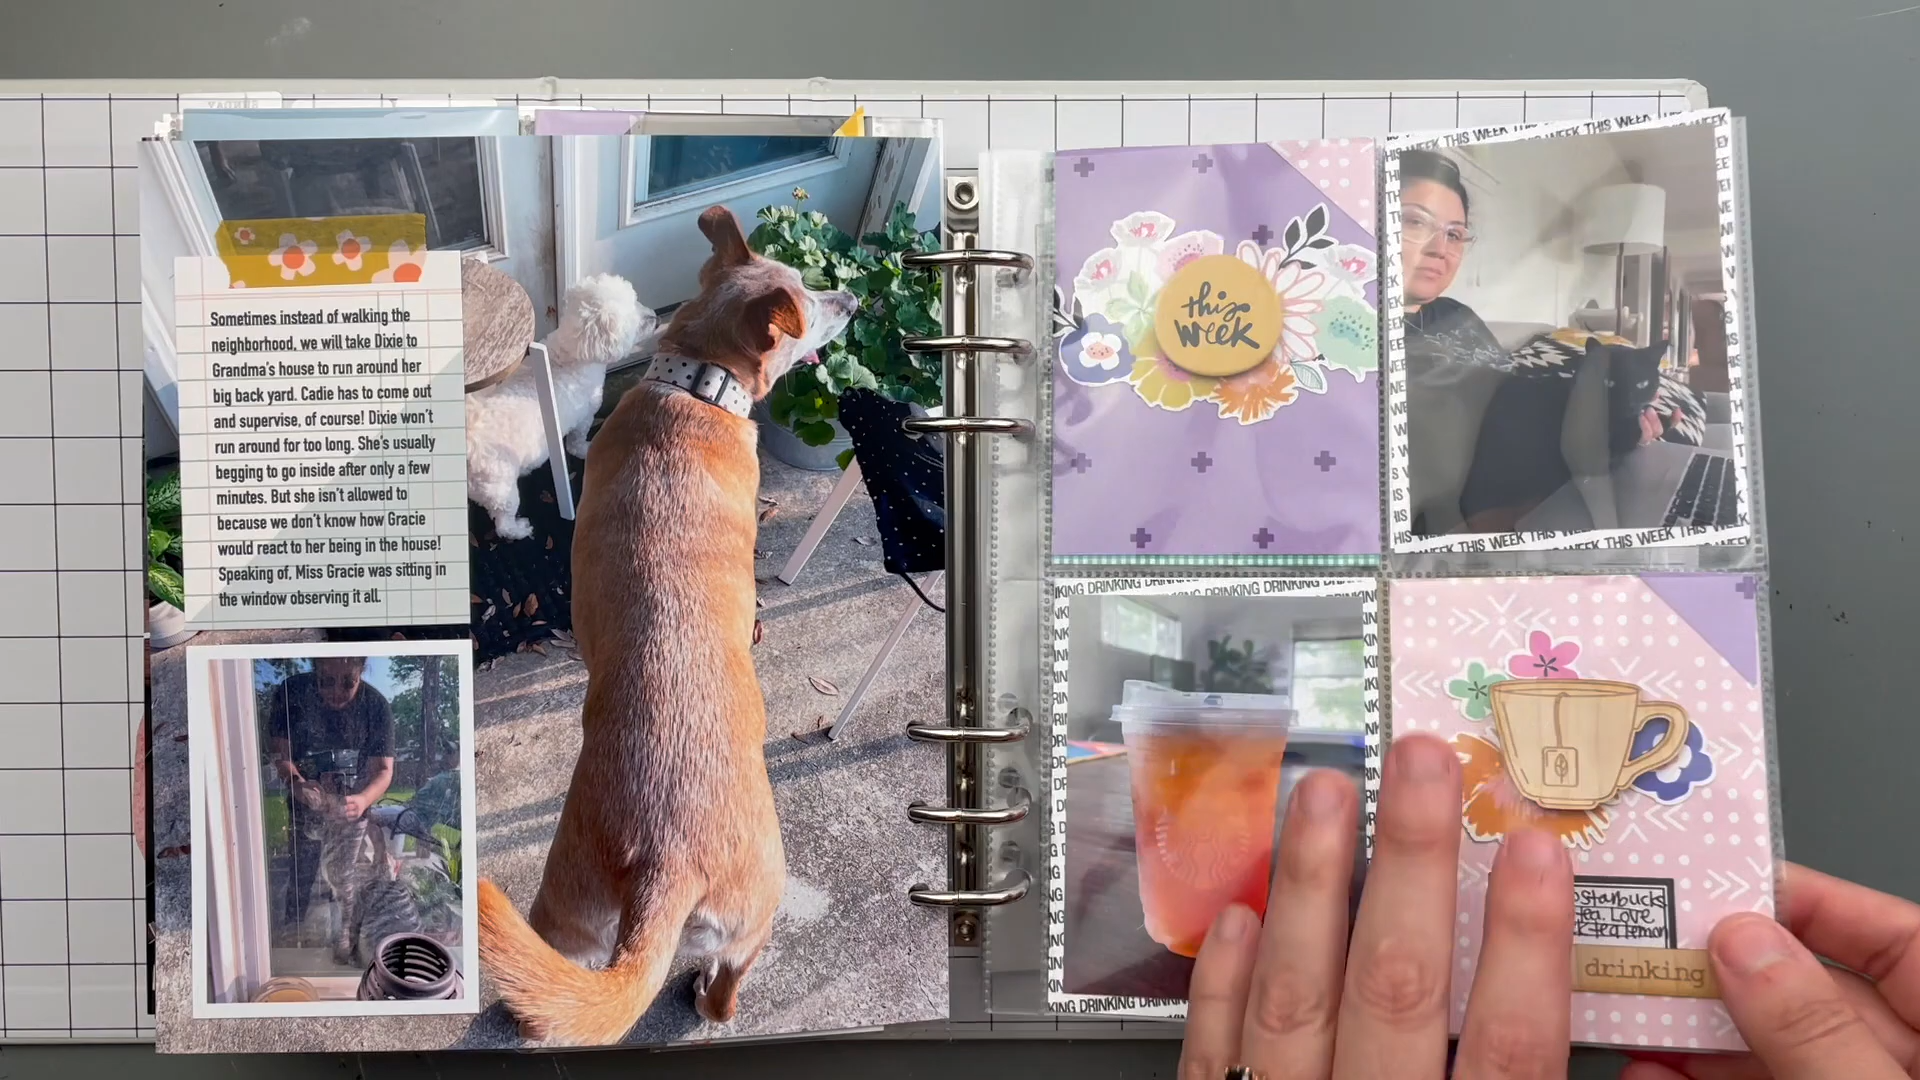 Sometimes instead of walking the
neighborhood, we will take Dixie to
Grandma's house to run around her
big back yard. Cadie has to come out
and supervise, of course! Dixie won't
run around for too long. She's usually
begging to go inside after only a few
minutes. But she isn't allowed to
because we don't know how Gracie
would react to her being in the house!
Speaking of, Miss Gracie was sitting in
the window observing it all.
this
week
THIS WEEK THIS WEEK
THIS WEEK THIS WEEK THIS WEEK
DRINKING DRINKING DRINKING
DRINKING DRINKING
Starbucks
tea. Love
tea lemon
drinking